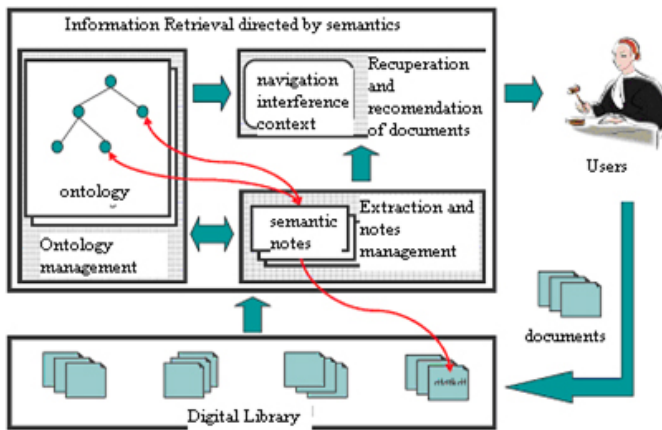 Information Retrieval directed by semantics
navigation
interference
context
Recuperation
and
recomendation
of documents
ontology
Ontology
management
semantic
notes
Extraction and
notes
management
Users
documents
Digital Library